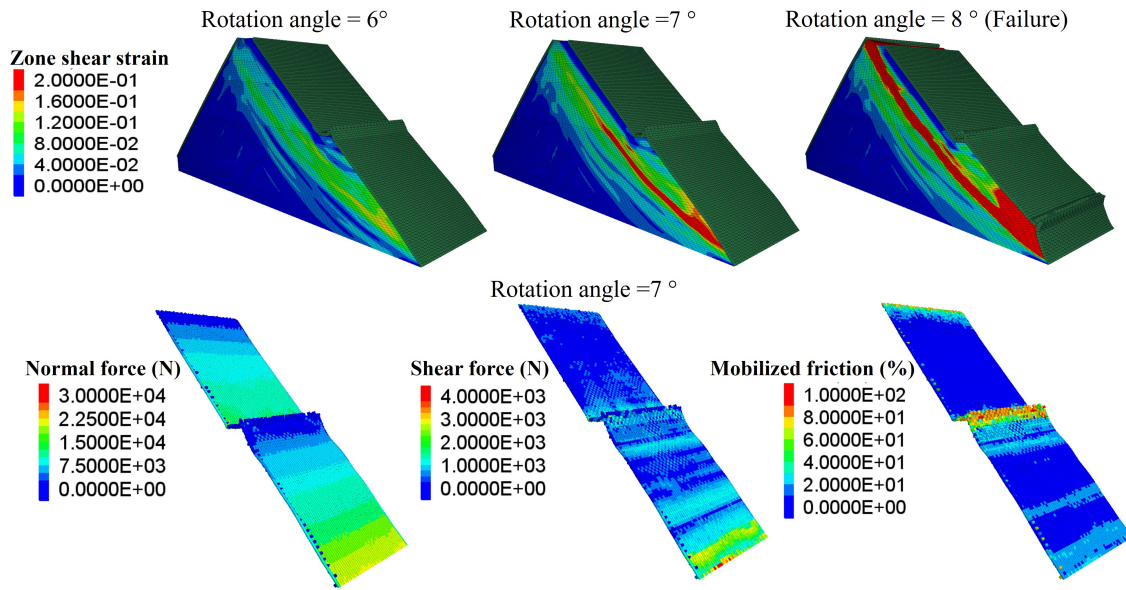 Rotation angle = 6°
Rotation angle =7°
Rotation angle = 8 ° (Failure)
Zone shear strain
2.0000E-01
1.6000E-01
1.2000E-01
8.0000E-02
4.0000E-02
0.0000E+00
Rotation angle =7 °
Normal force (N)
3.0000E+04
2.2500E+04
1.5000E+04
7.5000E+03
0.0000E+00
Shear force (N)
4.0000E+03
3.0000E+03
2.0000E+03
1.0000E+03
0.0000E+00
Mobilized friction (%)
1.0000E+02
8.0000E+01
6.0000E+01
4.0000E+01
2.0000E+01
0.0000E+00